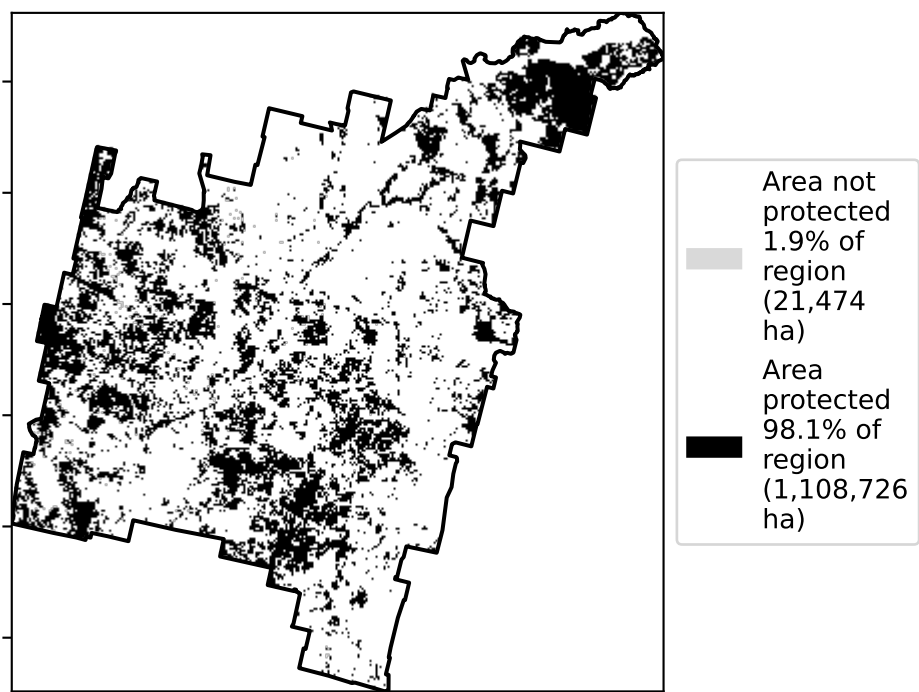 Area not
protected
1.9% of
region
(21,474
ha)
Area
protected
98.1% of
region
(1,108,726
ha)